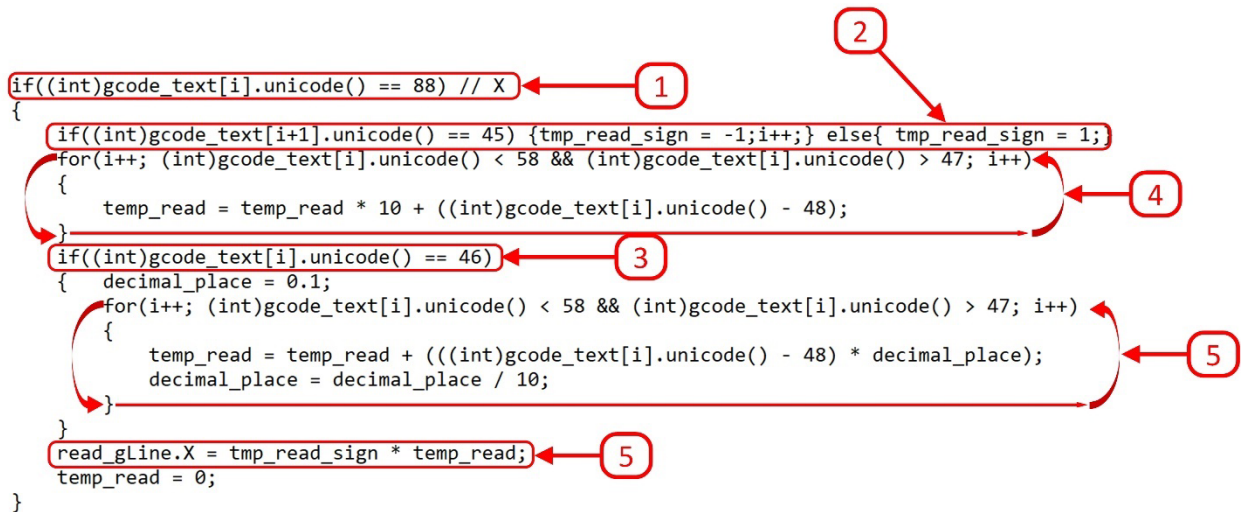 2
if((int)gcode_text[i].unicode() == 88) // X 1
{
if((int)gcode_text[i+1].unicode() == 45) {tmp_read_sign = -1;i++;} else{ tmp_read_sign = 1;}
for(i++; (int)gcode_text[i].unicode() < 58 && (int)gcode_text[i].unicode() > 47; i++)
{ 4
temp_read = temp_read * 10 + ((int)gcode_text[i].unicode() - 48);
}
if((int)gcode_text[i].unicode() == 46) 3
{ decimal_place = 0.1;
for(i++; (int)gcode_text[i].unicode() < 58 && (int)gcode_text[i].unicode() > 47; i++)
{
temp_read = temp_read + (((int)gcode_text[i].unicode() - 48) * decimal_place); 5
decimal_place = decimal_place / 10;
}
}
read_gLine.X = tmp_read_sign * temp_read; 5
temp_read = 0;
}